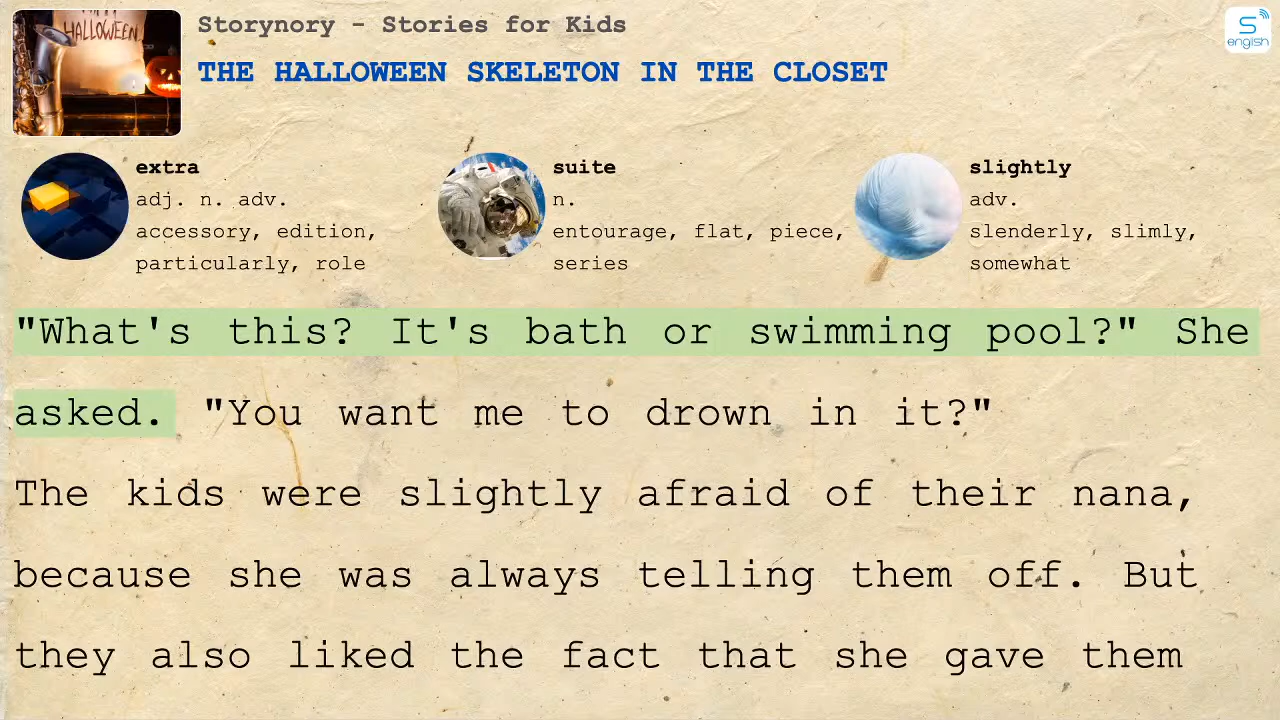 Storynory - Stories for Kids
THE HALLOWEEN SKELETON IN THE CLOSET
HALLOWEEN
S
english
extra
adj. n. adv.
accessory, edition,
particularly, role
suite
n.
entourage, flat, piece,
series
slightly
adv.
slenderly, slimly,
somewhat
"What's this? It's bath or swimming pool?" She
asked. "You want me to drown in it?"
The kids were slightly afraid of their nana,
because she was always telling them off. But
they also liked the fact that she gave them